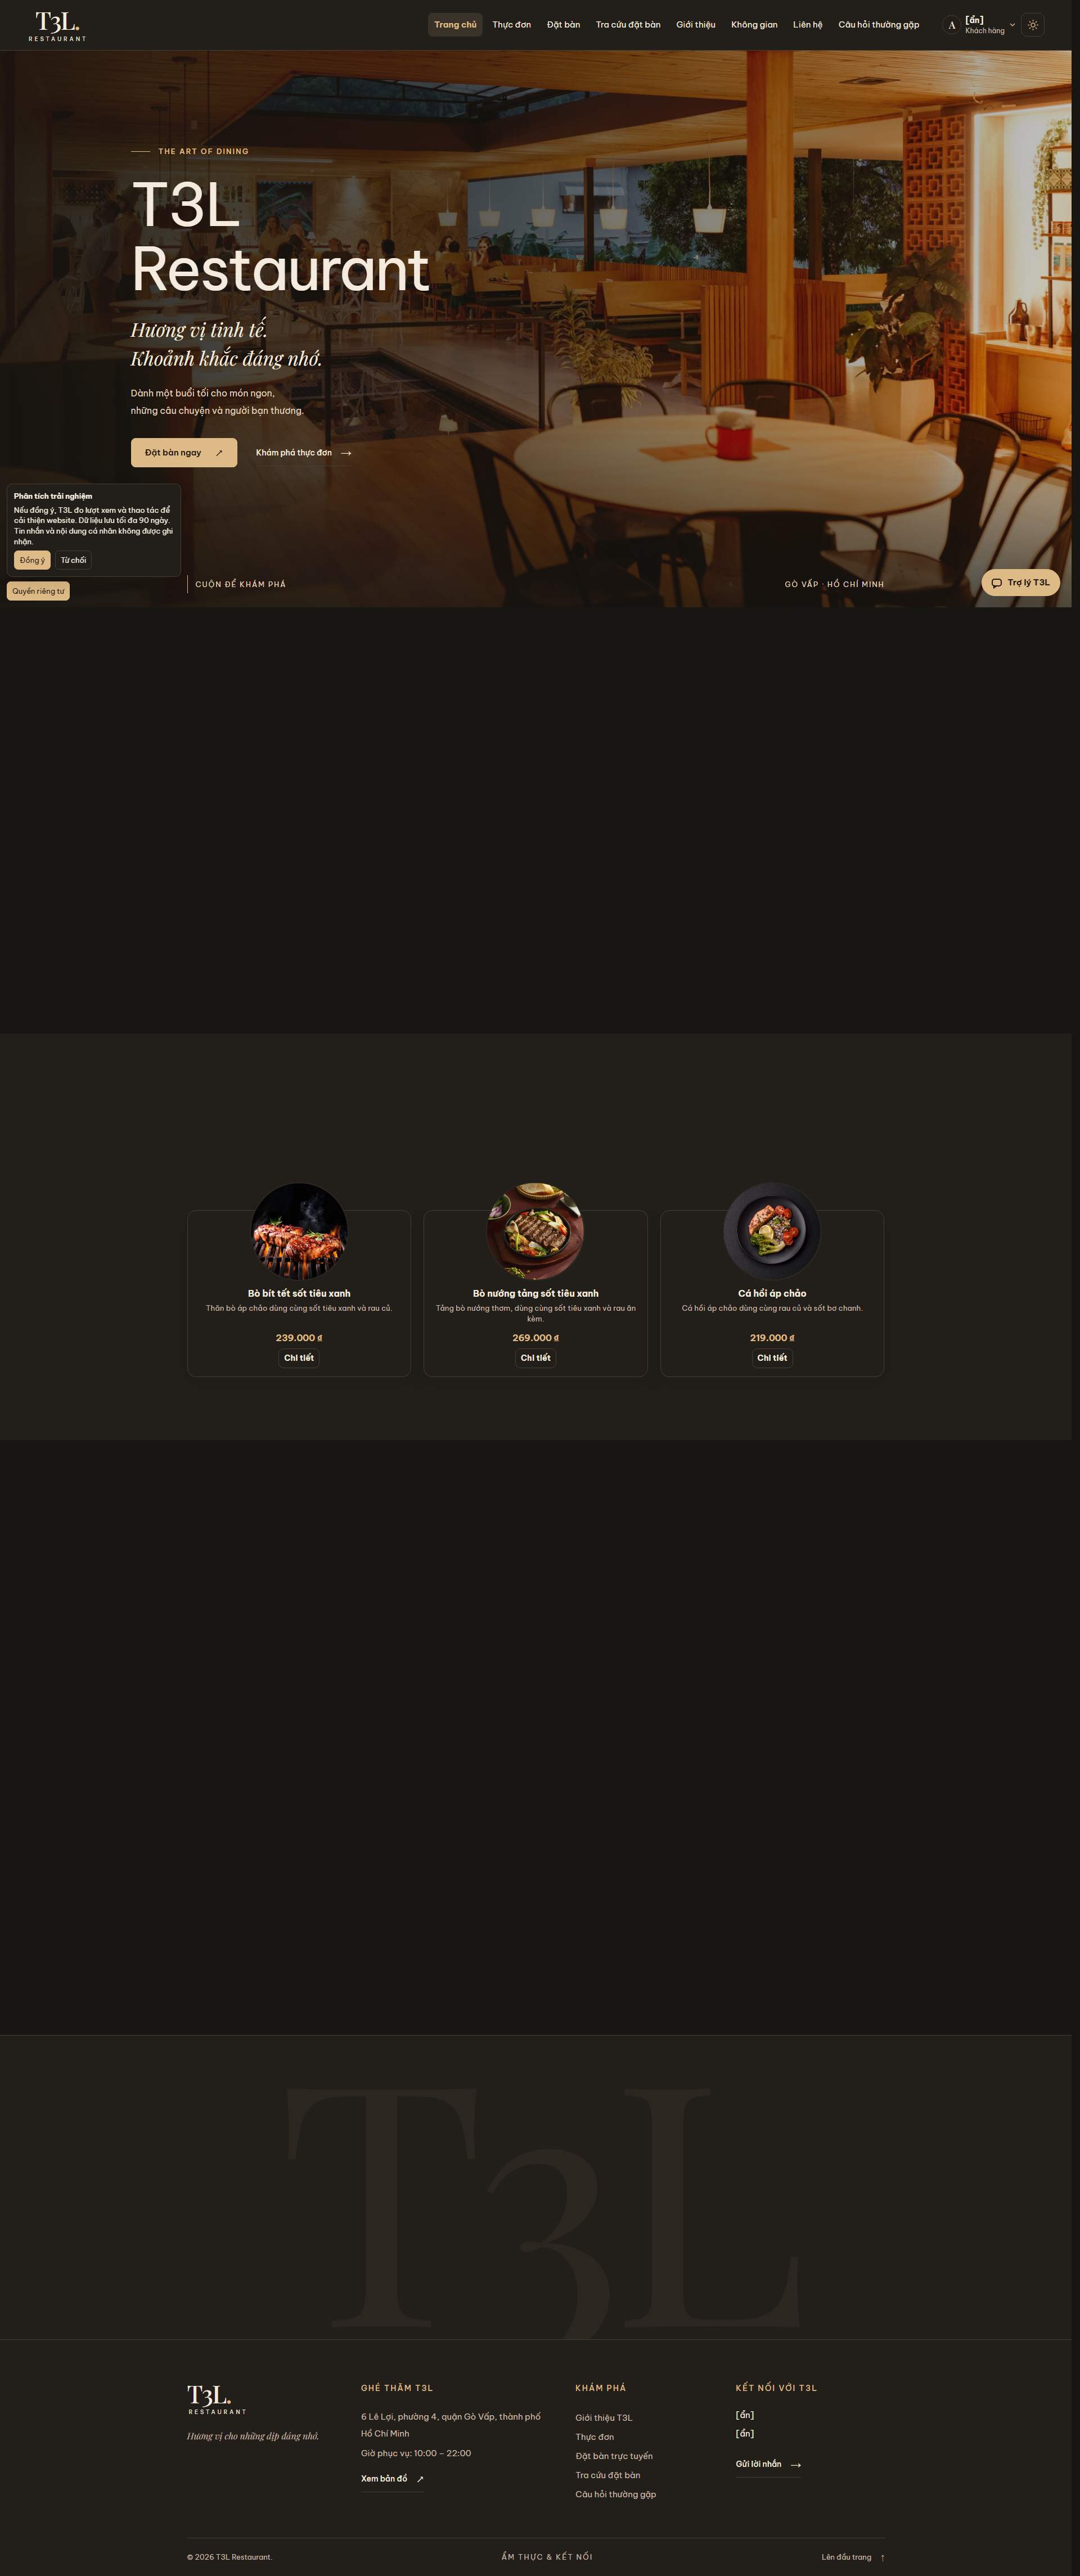 T3L.
RESTAURANT
Trang chủ
Thực đơn
Đặt bàn
Tra cứu đặt bàn
Giới thiệu
Không gian
Liên hệ
Câu hỏi thường gặp
A
[ẩn]
Khách hàng
THE ART OF DINING
T3L
Restaurant
Hương vị tinh tế.
Khoảnh khắc đáng nhớ.
Dành một buổi tối cho món ngon,
những câu chuyện và người bạn thương.
Đặt bàn ngay ↗
Khám phá thực đơn →
Phân tích trải nghiệm
Nếu đồng ý, T3L đo lượt xem và thao tác để
cải thiện website. Dữ liệu lưu tối đa 90 ngày.
Tin nhắn và nội dung cá nhân không được ghi
nhận.
Đồng ý
Từ chối
Quyền riêng tư
CUỘN ĐỂ KHÁM PHÁ
GÒ VẤP · HỒ CHÍ MINH
Trợ lý T3L
Bò bít tết sốt tiêu xanh
Thăn bò áp chảo dùng cùng sốt tiêu xanh và rau củ.
239.000 ₫
Chi tiết
Bò nướng tảng sốt tiêu xanh
Tảng bò nướng thơm, dùng cùng sốt tiêu xanh và rau ăn
kèm.
269.000 ₫
Chi tiết
Cá hồi áp chảo
Cá hồi áp chảo dùng cùng rau củ và sốt bơ chanh.
219.000 ₫
Chi tiết
T3L
T3L.
RESTAURANT
Hương vị cho những dịp đáng nhớ.
GHÉ THĂM T3L
6 Lê Lợi, phường 4, quận Gò Vấp, thành phố
Hồ Chí Minh
Giờ phục vụ: 10:00 – 22:00
Xem bản đồ ↗
KHÁM PHÁ
Giới thiệu T3L
Thực đơn
Đặt bàn trực tuyến
Tra cứu đặt bàn
Câu hỏi thường gặp
KẾT NỐI VỚI T3L
[ẩn]
[ẩn]
Gửi lời nhắn →
© 2026 T3L Restaurant.
ẨM THỰC & KẾT NỐI
Lên đầu trang ↑